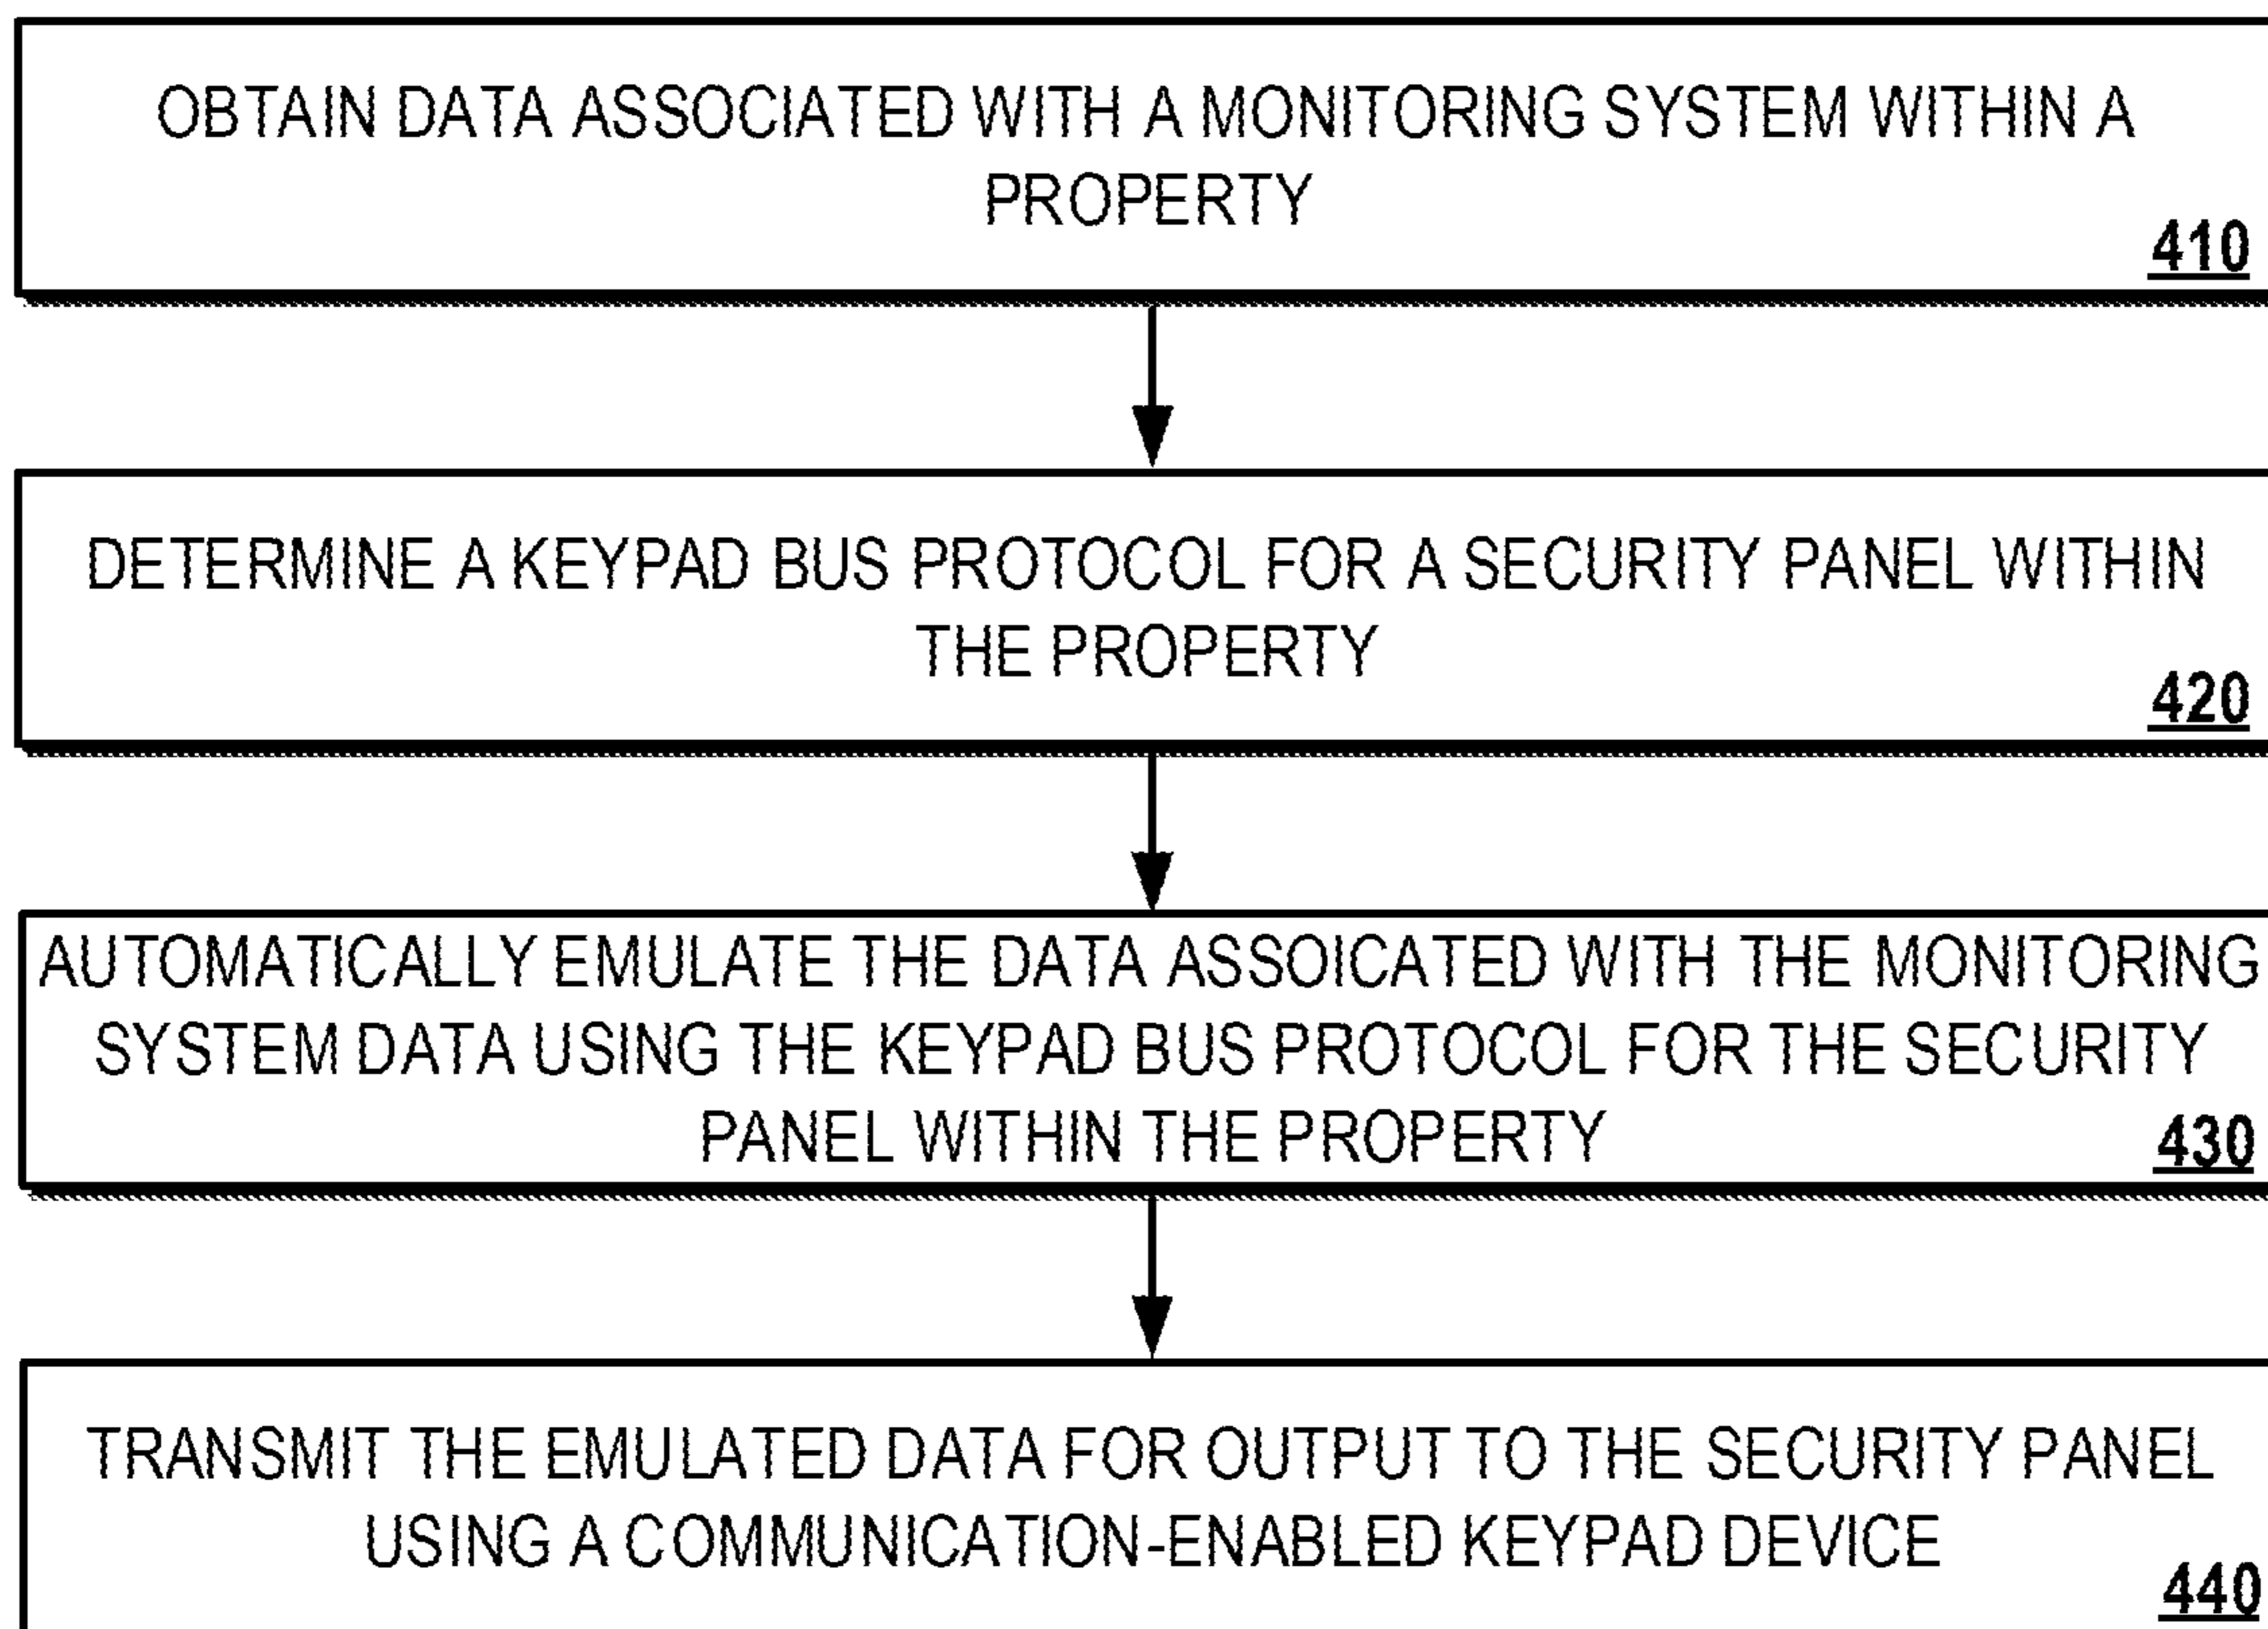 OBTAIN DATA ASSOCIATED WITH A MONITORING SYSTEM WITHIN A
PROPERTY
410
DETERMINE A KEYPAD BUS PROTOCOL FOR A SECURITY PANEL WITHIN
THE PROPERTY
420
AUTOMATICALLY EMULATE THE DATA ASSOICATED WITH THE MONITORING
SYSTEM DATA USING THE KEYPAD BUS PROTOCOL FOR THE SECURITY
PANEL WITHIN THE PROPERTY
430
TRANSMIT THE EMULATED DATA FOR OUTPUT TO THE SECURITY PANEL
USING A COMMUNICATION-ENABLED KEYPAD DEVICE
440